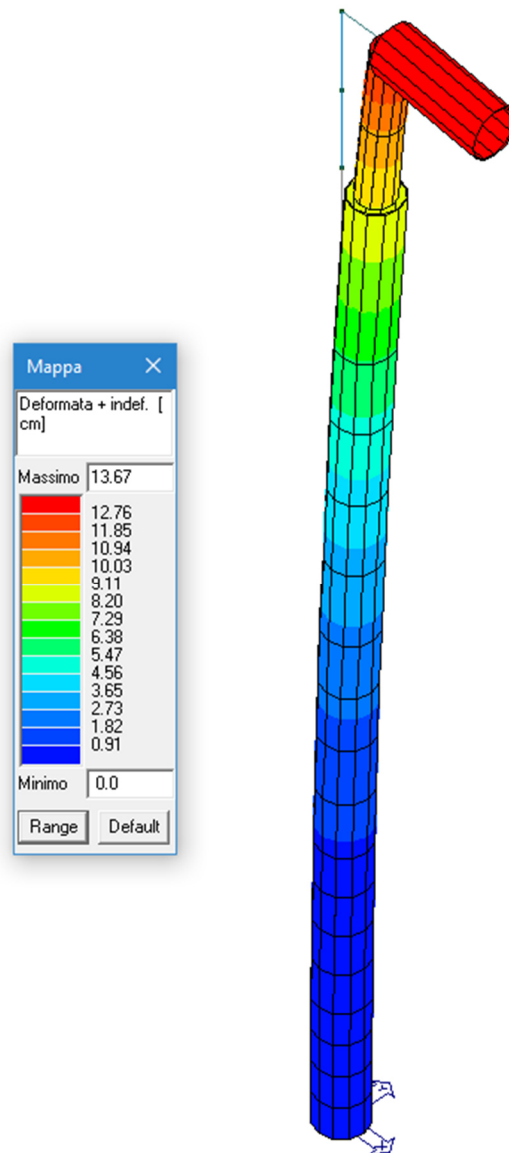 Mappa
Deformata + indef. [
cm]
Massimo 13.67
12.76
11.85
10.94
10.03
9.11
8.20
7.29
6.38
5.47
4.56
3.65
2.73
1.82
0.91
Minimo 0.0
Range Default